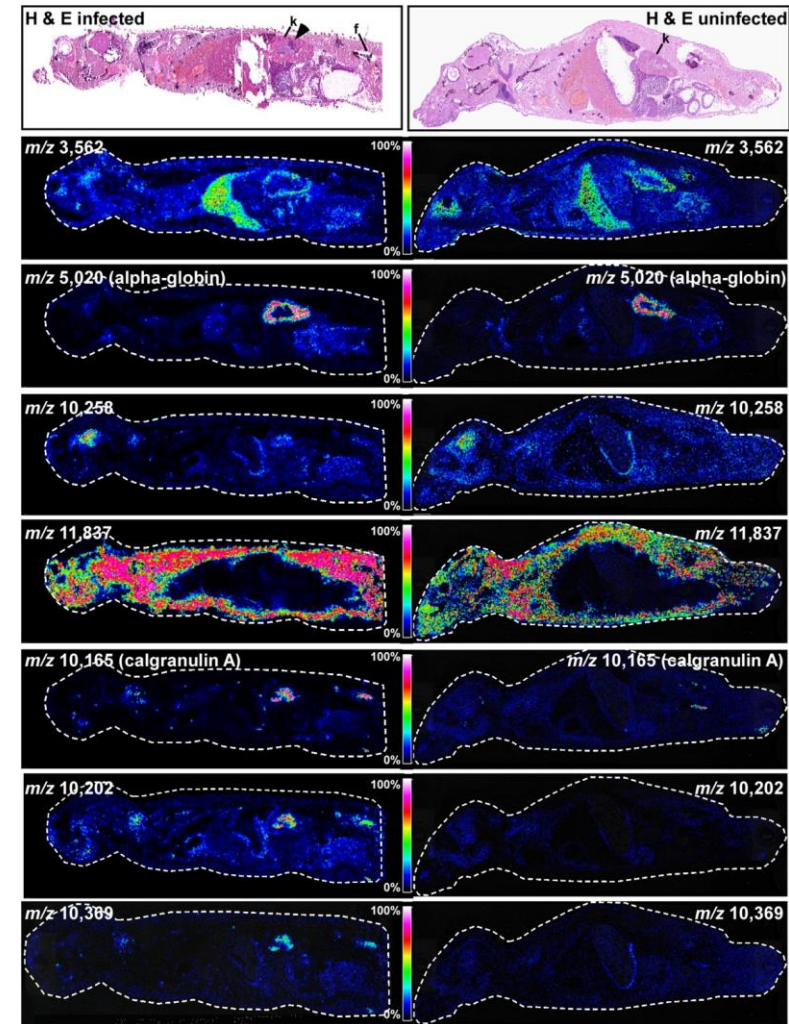 H & E infected
k
f
H & E uninfected
k
m/z 3,562
100%
0%
m/z 3,562
m/z 5,020 (alpha-globin)
100%
0%
m/z 5,020 (alpha-globin)
m/z 10,258
100%
0%
m/z 10,258
m/z 11,837
100%
0%
m/z 11,837
m/z 10,165 (calgranulin A)
100%
0%
m/z 10,165 (calgranulin A)
m/z 10,202
100%
0%
m/z 10,202
m/z 10,369
100%
0%
m/z 10,369